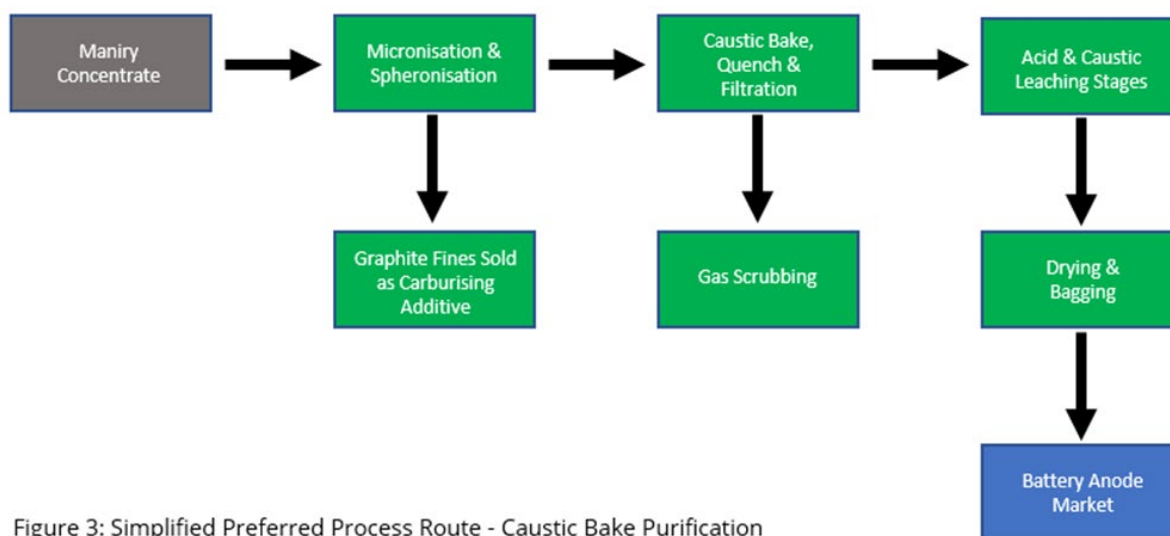 Maniry
Concentrate
Micronisation &
Spheronisation
Caustic Bake,
Quench &
Filtration
Acid & Caustic
Leaching Stages
Graphite Fines Sold
as Carburising
Additive
Gas Scrubbing
Drying &
Bagging
Battery Anode
Market
Figure 3: Simplified Preferred Process Route - Caustic Bake Purification